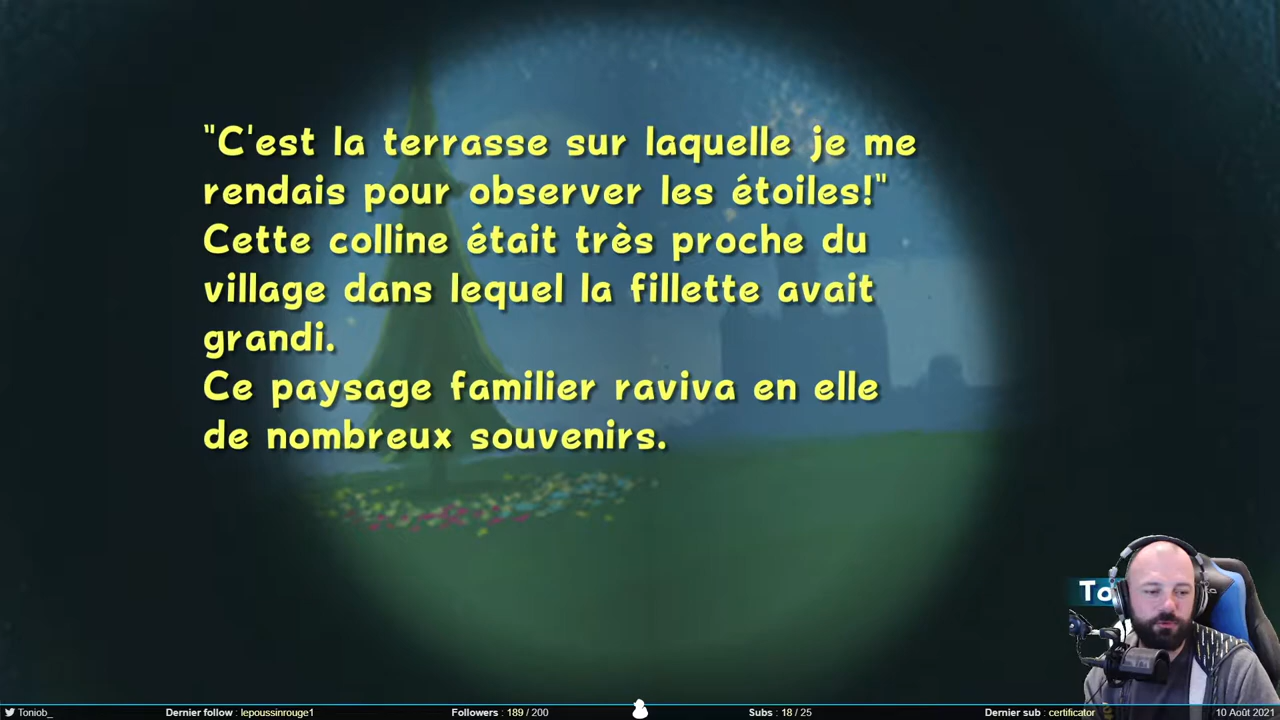 "C'est la terrasse sur laquelle je me
rendais pour observer les étoiles!"
Cette colline était très proche du
village dans lequel la fillette avait
grandi.
Ce paysage familier raviva en elle
de nombreux souvenirs.
To
Toniob_
Dernier follow : lepoussinrouge1
Followers : 189 / 200
Subs : 18 / 25
Dernier sub : certificator
10 Août 2021